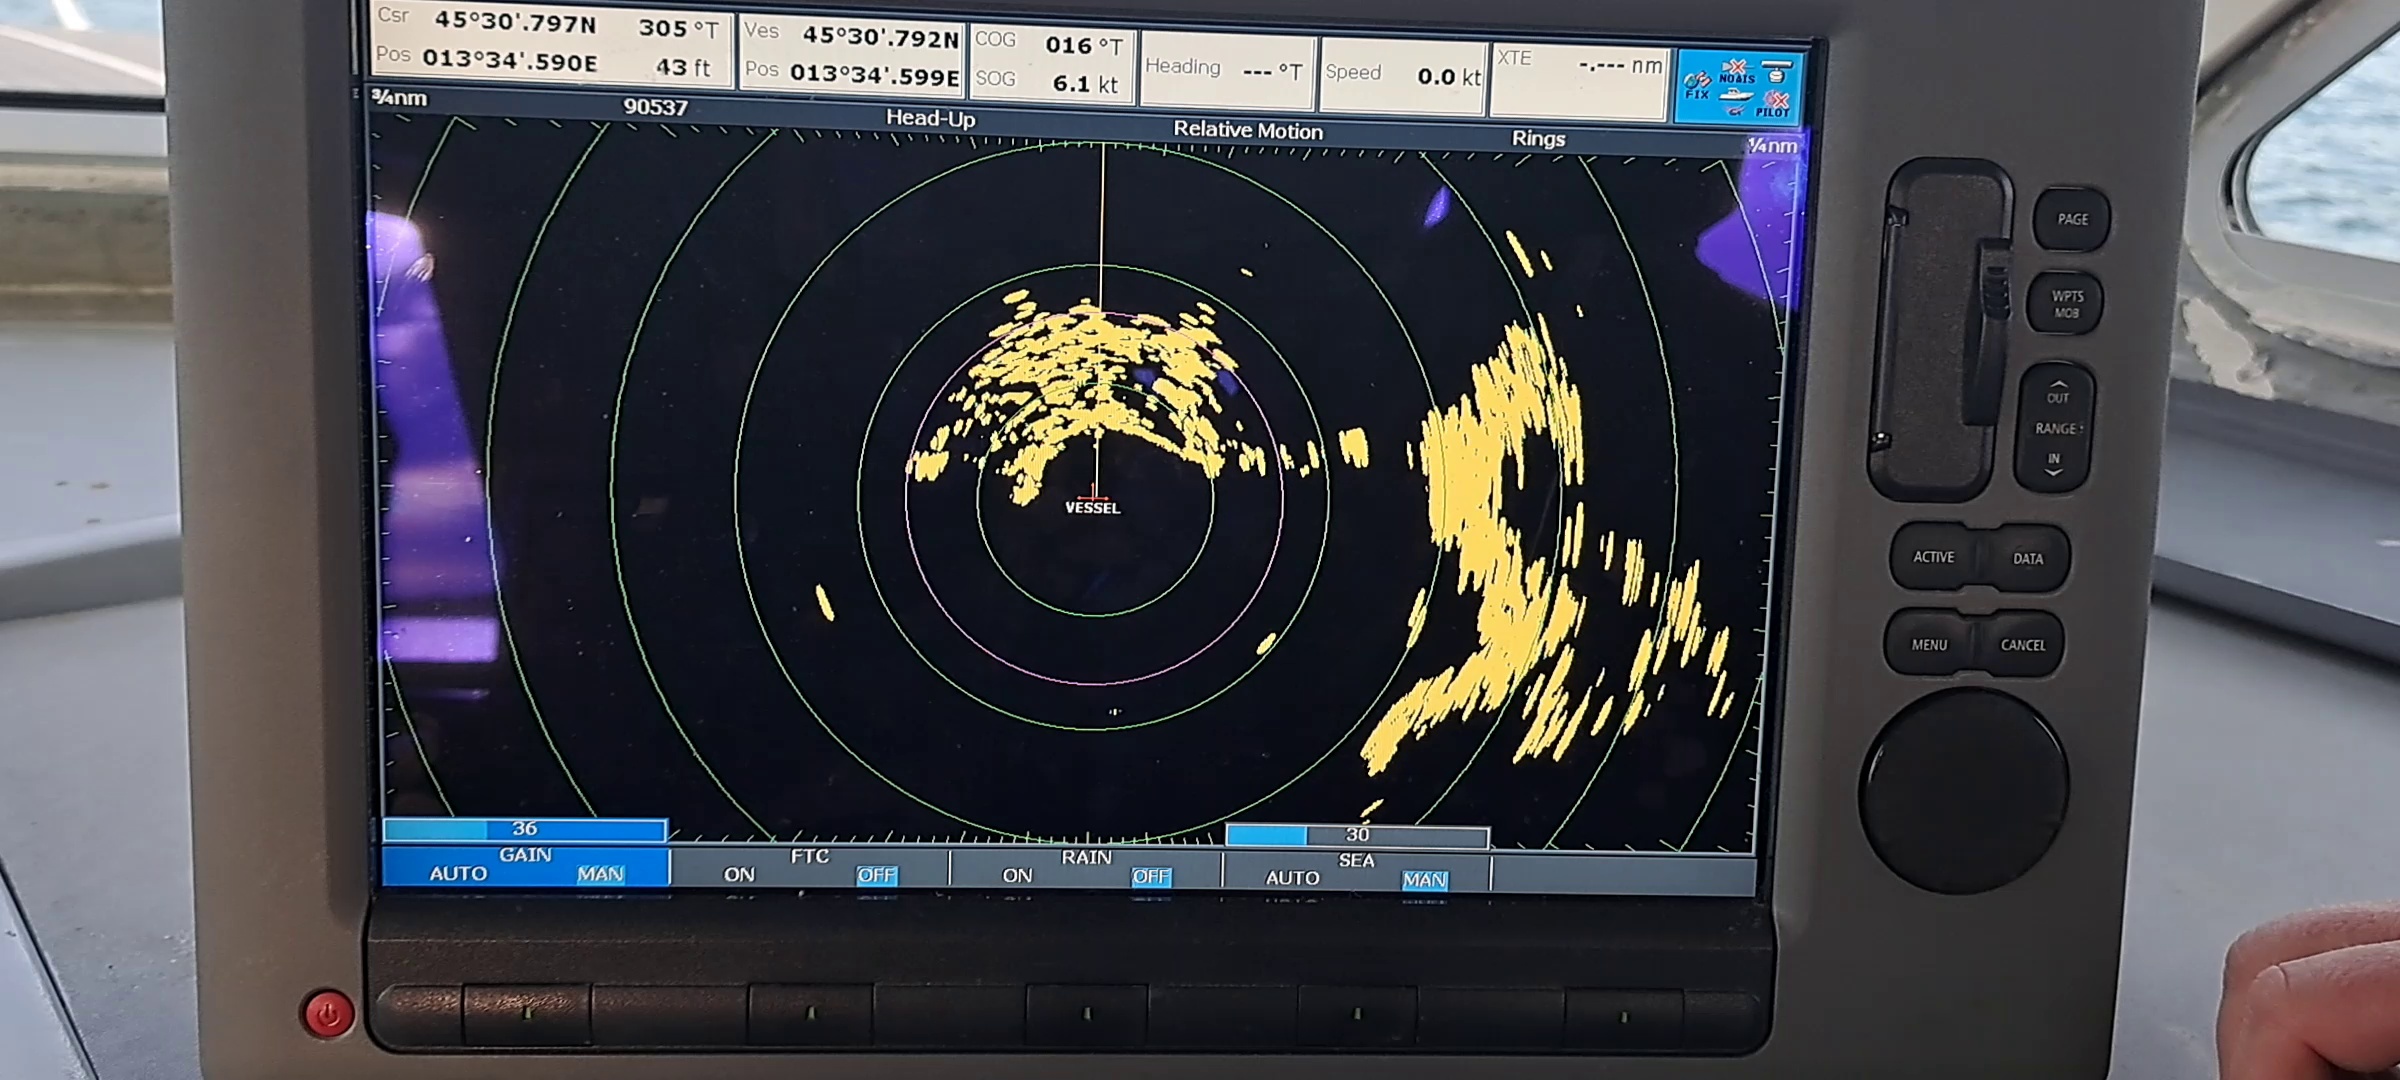 Csr 45°30'.797N 305 °T
Pos 013°34'.590E 43 ft
Ves 45°30'.792N
Pos 013°34'.599E
COG 016 °T
SOG 6.1 kt
Heading --- °T
Speed 0.0 kt
XTE -.--- nm
NOAIS
FIX
PILOT
¾nm 90537 Head-Up Relative Motion Rings ¼nm
VESSEL
36
GAIN
AUTO MAN
FTC
ON OFF
RAIN
ON OFF
30
SEA
AUTO MAN
PAGE
WPTS
MOB
OUT
RANGE
IN
ACTIVE DATA
MENU CANCEL